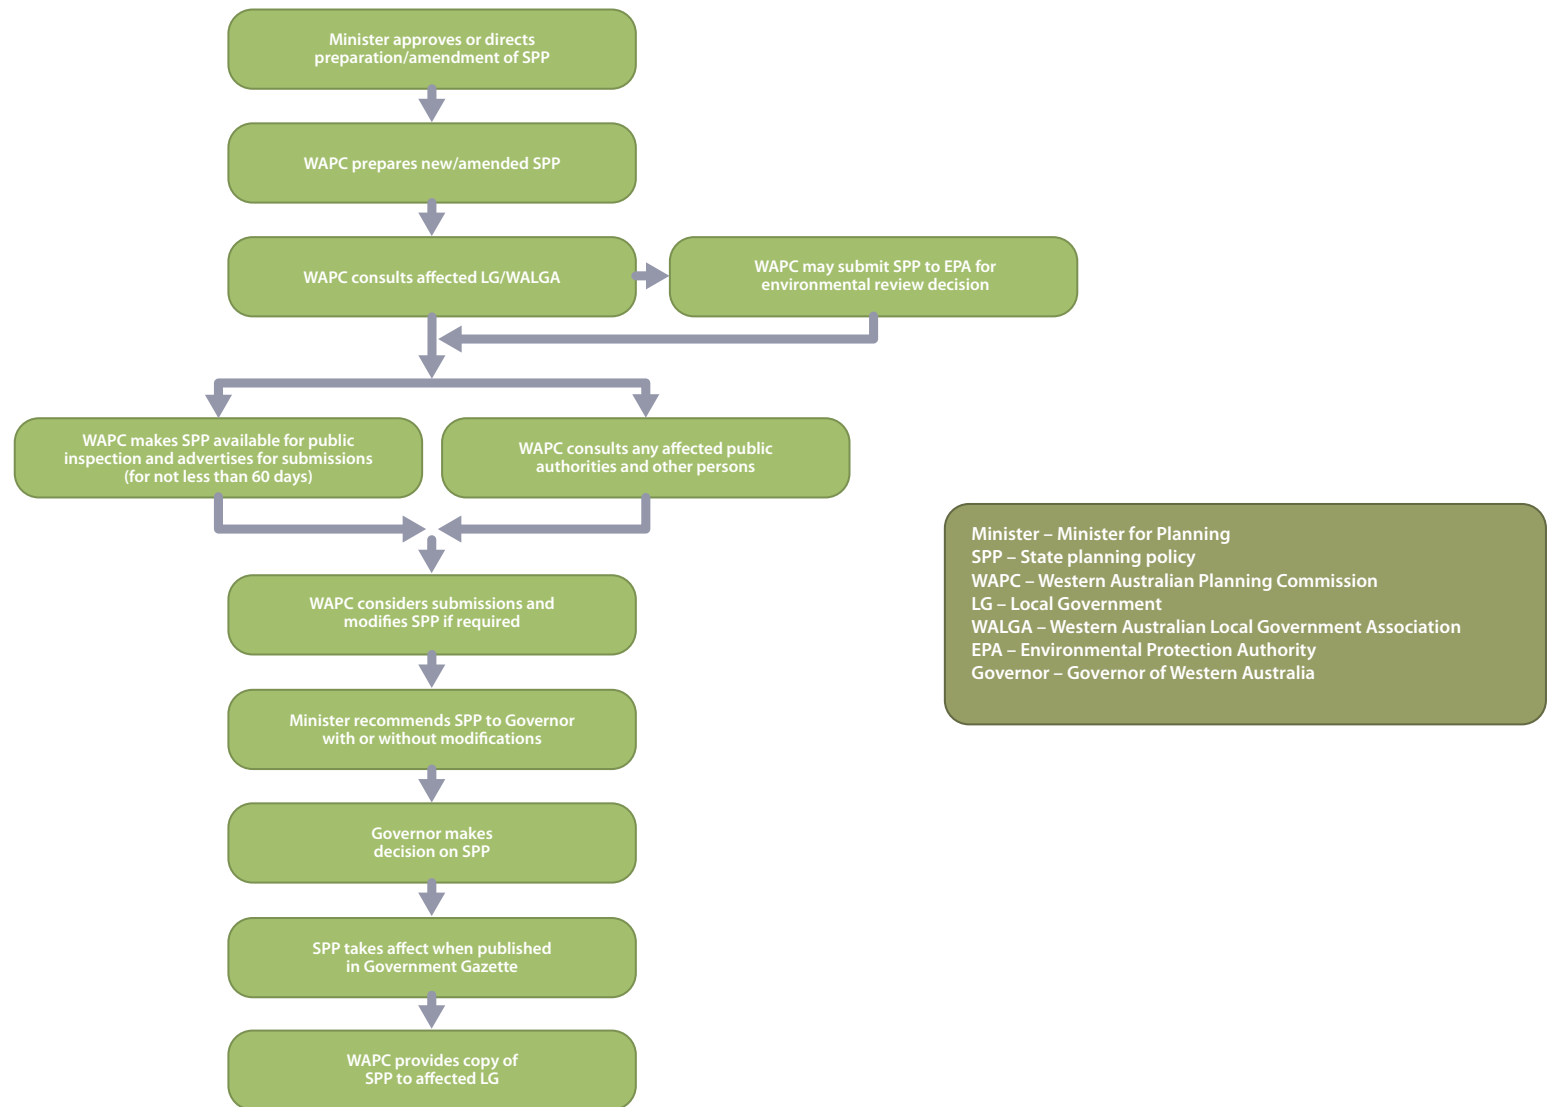 Minister approves or directs
preparation/amendment of SPP
WAPC prepares new/amended SPP
WAPC consults affected LG/WALGA
WAPC may submit SPP to EPA for
environmental review decision
WAPC makes SPP available for public
inspection and advertises for submissions
(for not less than 60 days)
WAPC consults any affected public
authorities and other persons
WAPC considers submissions and
modifies SPP if required
Minister recommends SPP to Governor
with or without modifications
Governor makes
decision on SPP
SPP takes affect when published
in Government Gazette
WAPC provides copy of
SPP to affected LG
Minister – Minister for Planning
SPP – State planning policy
WAPC – Western Australian Planning Commission
LG – Local Government
WALGA – Western Australian Local Government Association
EPA – Environmental Protection Authority
Governor – Governor of Western Australia